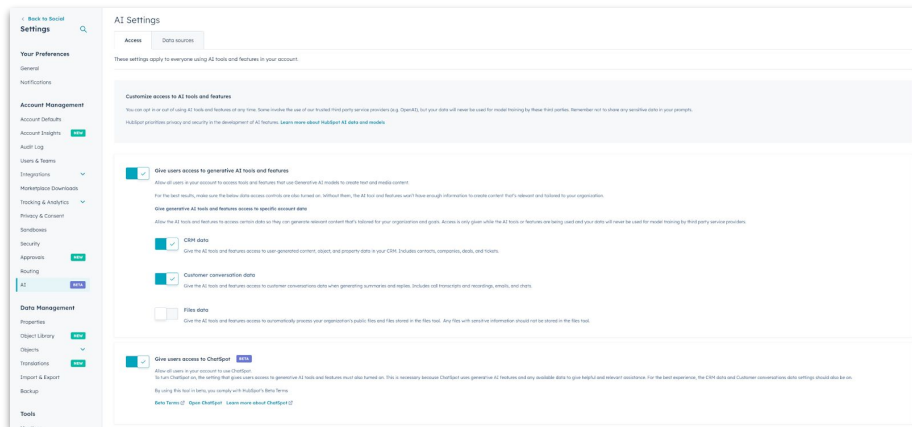 < Back to Social
Settings
Your Preferences
General
Notifications
Account Management
Account Defaults
Account Insights NEW
Audit Log
Users & Teams
Integrations
Marketplace Downloads
Tracking & Analytics
Privacy & Consent
Sandboxes
Security
Approvals NEW
Routing
AI BETA
Data Management
Properties
Object Library NEW
Objects
Translations NEW
Import & Export
Backup
Tools
AI Settings
Access Data sources
These settings apply to everyone using AI tools and features in your account.
Customize access to AI tools and features
You can opt in or out of using AI tools and features at any time. Some involve the use of our trusted third party service providers (e.g. OpenAI), but your data will never be used for model training by these third parties. Remember not to share any sensitive data in your prompts.
HubSpot prioritizes privacy and security in the development of AI features. Learn more about HubSpot AI data and models
Give users access to generative AI tools and features
Allow all users in your account to access tools and features that use Generative AI models to create text and media content.
For the best results, make sure the below data access controls are also turned on. Without them, the AI tool and features won't have enough information to create content that's relevant and tailored to your organization.
Give generative AI tools and features access to specific account data
Allow the AI tools and features to access certain data so they can generate relevant content that's tailored for your organization and goals. Access is only given while the AI tools or features are being used and your data will never be used for model training by third party service providers.
CRM data
Give the AI tools and features access to user-generated content, object, and property data in your CRM. Includes contacts, companies, deals, and tickets.
Customer conversation data
Give the AI tools and features access to customer conversations data when generating summaries and replies. Includes call transcripts and recordings, emails, and chats.
Files data
Give the AI tools and features access to automatically process your organization's public files and files stored in the files tool. Any files with sensitive information should not be stored in the files tool.
Give users access to ChatSpot BETA
Allow all users in your account to use ChatSpot
To turn ChatSpot on, the setting that gives users access to generative AI tools and features must also turned on. This is necessary because ChatSpot uses generative AI features and any available data to give helpful and relevant assistance. For the best experience, the CRM data and Customer conversations data settings should also be on.
By using this tool in beta, you comply with HubSpot's Beta Terms
Beta Terms Open ChatSpot Learn more about ChatSpot